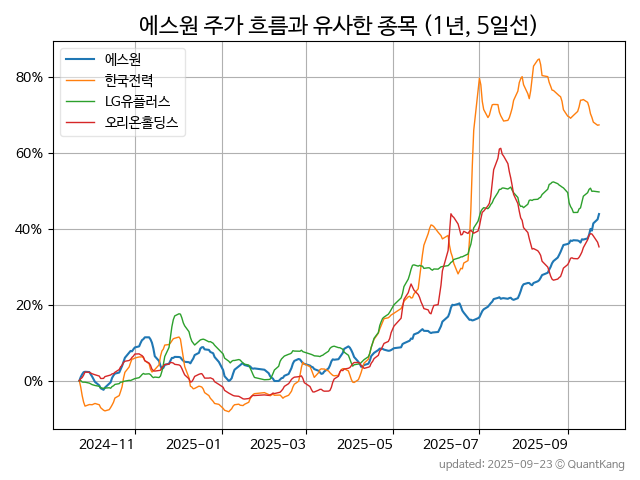 에스원 주가 흐름과 유사한 종목 (1년, 5일선)
에스원
한국전력
LG유플러스
오리온홀딩스
80%
60%
40%
20%
0%
2024-11 2025-01 2025-03 2025-05 2025-07 2025-09
updated: 2025-09-23 © QuantKang